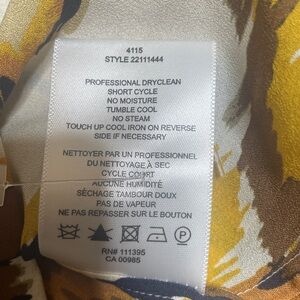 4115
STYLE 22111444
PROFESSIONAL DRYCLEAN
SHORT CYCLE
NO MOISTURE
TUMBLE COOL
NO STEAM
TOUCH UP COOL IRON ON REVERSE
SIDE IF NECESSARY
NETTOYER PAR UN PROFESSIONNEL
DU NETTOYAGE À SEC
CYCLE COURT
AUCUNE HUMIDITÉ
SÉCHAGE TAMBOUR DOUX
PAS DE VAPEUR
NE PAS REPASSER SUR LE BOUTON
P
RN# 111395
CA 00985